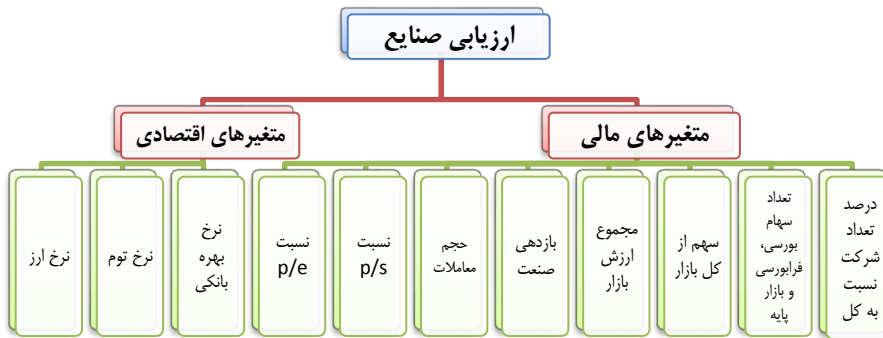 ارزیابی صنایع
متغیرهای مالی
متغیرهای اقتصادی
درصد
تعداد
شرکت
نسبت
به کل
تعداد
سهام
بورسی،
فرابورسی
و بازار
پایه
سهم از
کل بازار
مجموع
ارزش
بازار
بازدهی
صنعت
حجم
معاملات
نسبت
p/s
نسبت
p/e
نرخ
بهره
بانکی
نرخ توم
نرخ ارز